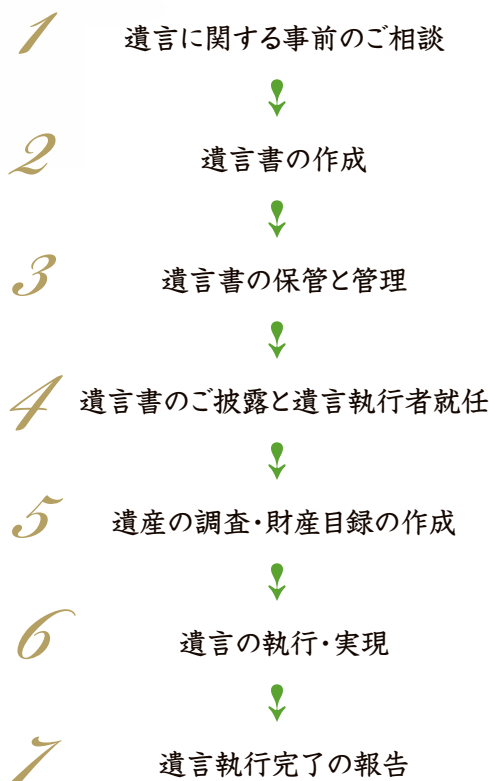 1 遺言に関する事前のご相談
2 遺言書の作成
3 遺言書の保管と管理
4 遺言書のご披露と遺言執行者就任
5 遺産の調査・財産目録の作成
6 遺言の執行・実現
7 遺言執行完了の報告